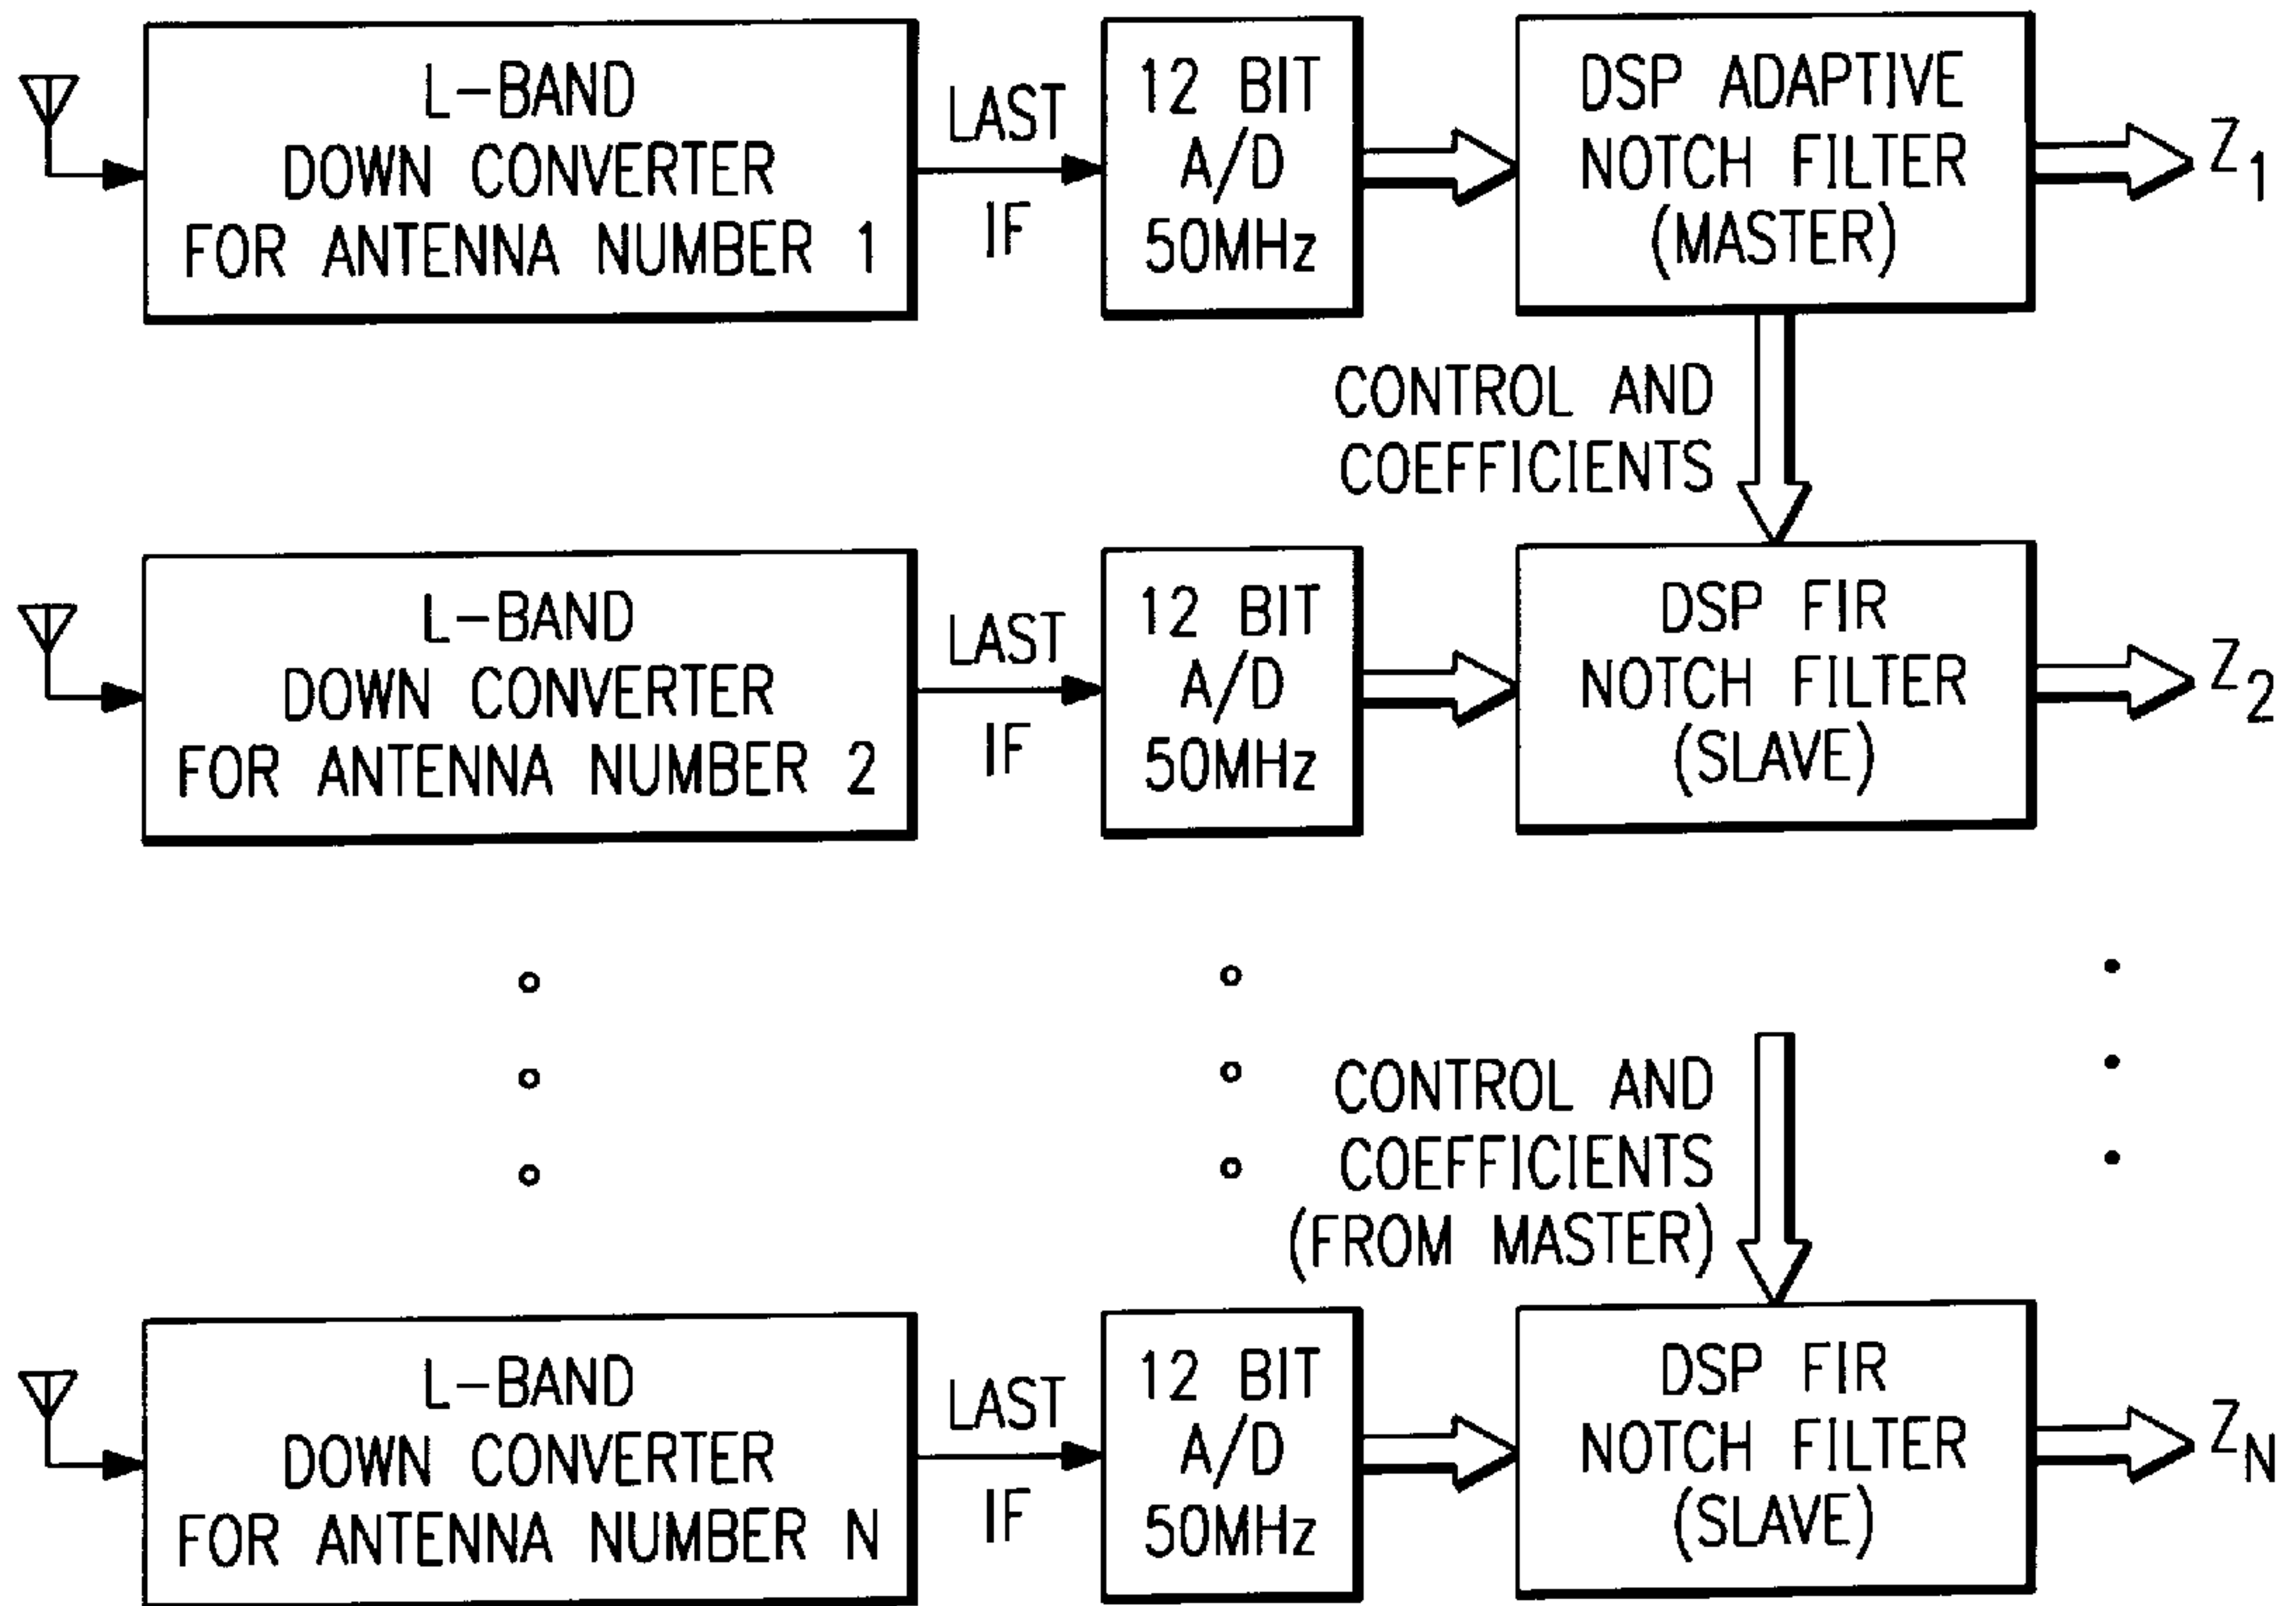 L-BAND
DOWN CONVERTER
FOR ANTENNA NUMBER 1
LAST
IF
12 BIT
A/D
50MHz
DSP ADAPTIVE
NOTCH FILTER
(MASTER)
Z1
CONTROL AND
COEFFICIENTS
L-BAND
DOWN CONVERTER
FOR ANTENNA NUMBER 2
LAST
IF
12 BIT
A/D
50MHz
DSP FIR
NOTCH FILTER
(SLAVE)
Z2
CONTROL AND
COEFFICIENTS
(FROM MASTER)
L-BAND
DOWN CONVERTER
FOR ANTENNA NUMBER N
LAST
IF
12 BIT
A/D
50MHz
DSP FIR
NOTCH FILTER
(SLAVE)
ZN